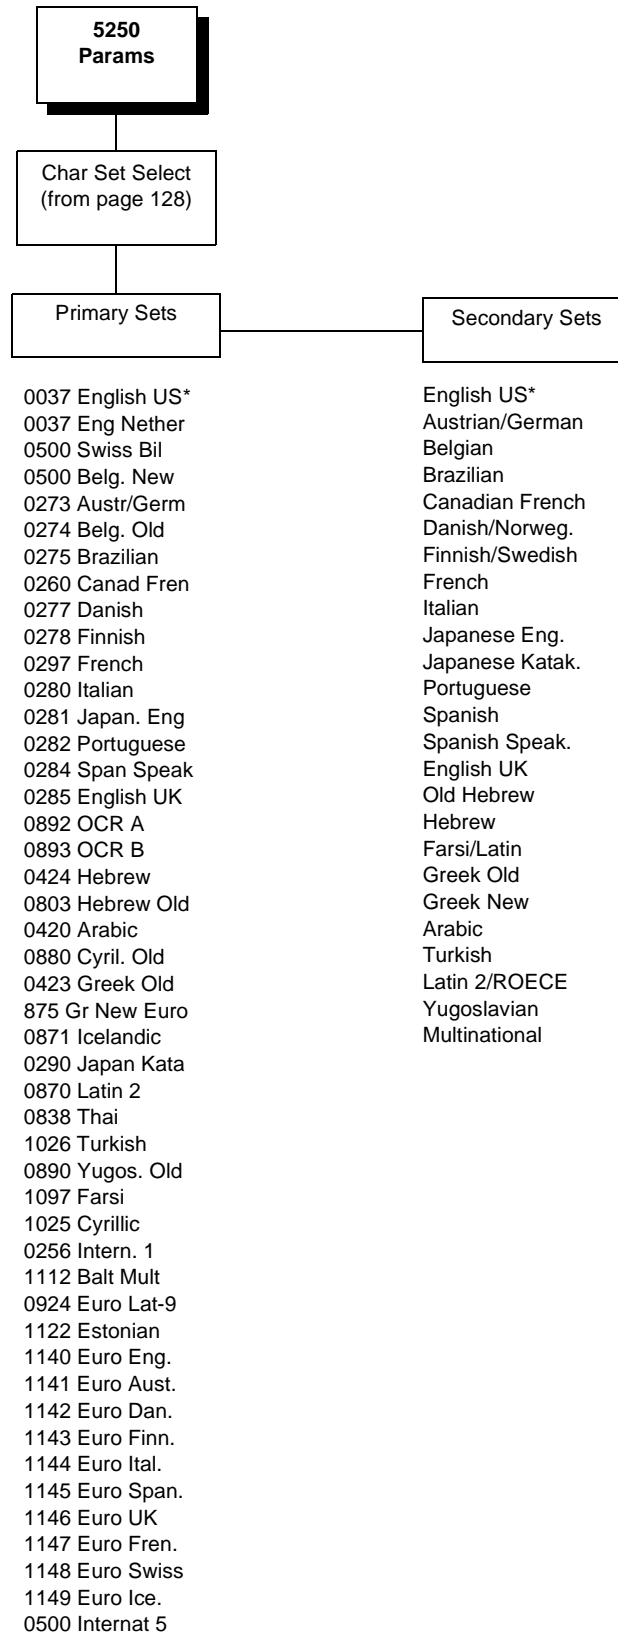 5250
Params
Char Set Select
(from page 128)
Primary Sets
0037 English US*
0037 Eng Nether
0500 Swiss Bil
0500 Belg. New
0273 Austr/Germ
0274 Belg. Old
0275 Brazilian
0260 Canad Fren
0277 Danish
0278 Finnish
0297 French
0280 Italian
0281 Japan. Eng
0282 Portuguese
0284 Span Speak
0285 English UK
0892 OCR A
0893 OCR B
0424 Hebrew
0803 Hebrew Old
0420 Arabic
0880 Cyril. Old
0423 Greek Old
875 Gr New Euro
0871 Icelandic
0290 Japan Kata
0870 Latin 2
0838 Thai
1026 Turkish
0890 Yugos. Old
1097 Farsi
1025 Cyrillic
0256 Intern. 1
1112 Balt Mult
0924 Euro Lat-9
1122 Estonian
1140 Euro Eng.
1141 Euro Aust.
1142 Euro Dan.
1143 Euro Finn.
1144 Euro Ital.
1145 Euro Span.
1146 Euro UK
1147 Euro Fren.
1148 Euro Swiss
1149 Euro Ice.
0500 Internat 5
Secondary Sets
English US*
Austrian/German
Belgian
Brazilian
Canadian French
Danish/Norweg.
Finnish/Swedish
French
Italian
Japanese Eng.
Japanese Katak.
Portuguese
Spanish
Spanish Speak.
English UK
Old Hebrew
Hebrew
Farsi/Latin
Greek Old
Greek New
Arabic
Turkish
Latin 2/ROECE
Yugoslavian
Multinational